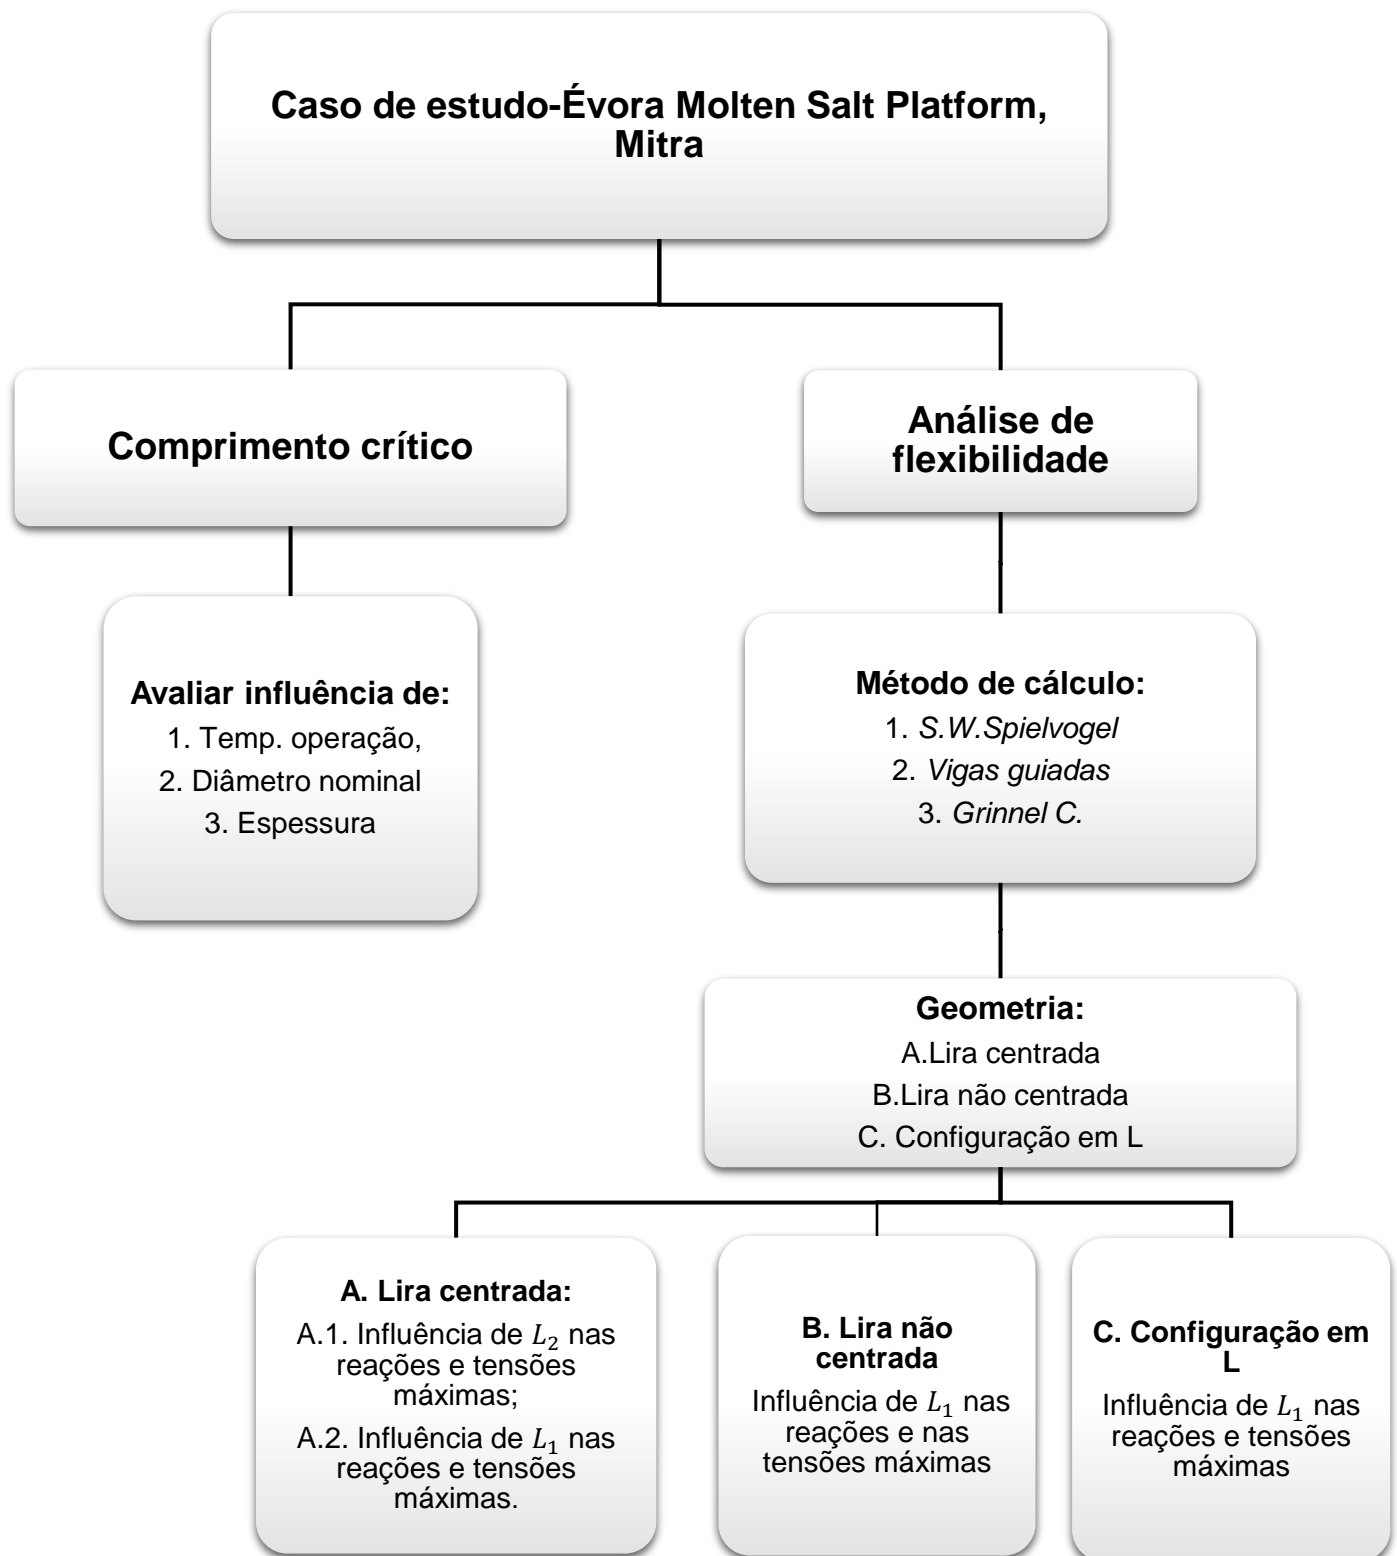 Caso de estudo-Évora Molten Salt Platform,
Mitra
Comprimento crítico
Análise de
flexibilidade
Avaliar influência de:
1. Temp. operação,
2. Diâmetro nominal
3. Espessura
Método de cálculo:
1. S.W.Spielvogel
2. Vigas guiadas
3. Grinnel C.
Geometria:
A.Lira centrada
B.Lira não centrada
C. Configuração em L
A. Lira centrada:
A.1. Influência de L₂ nas
reações e tensões
máximas;
A.2. Influência de L₁ nas
reações e tensões
máximas.
B. Lira não
centrada
Influência de L₁ nas
reações e nas
tensões máximas
C. Configuração em
L
Influência de L₁ nas
reações e tensões
máximas